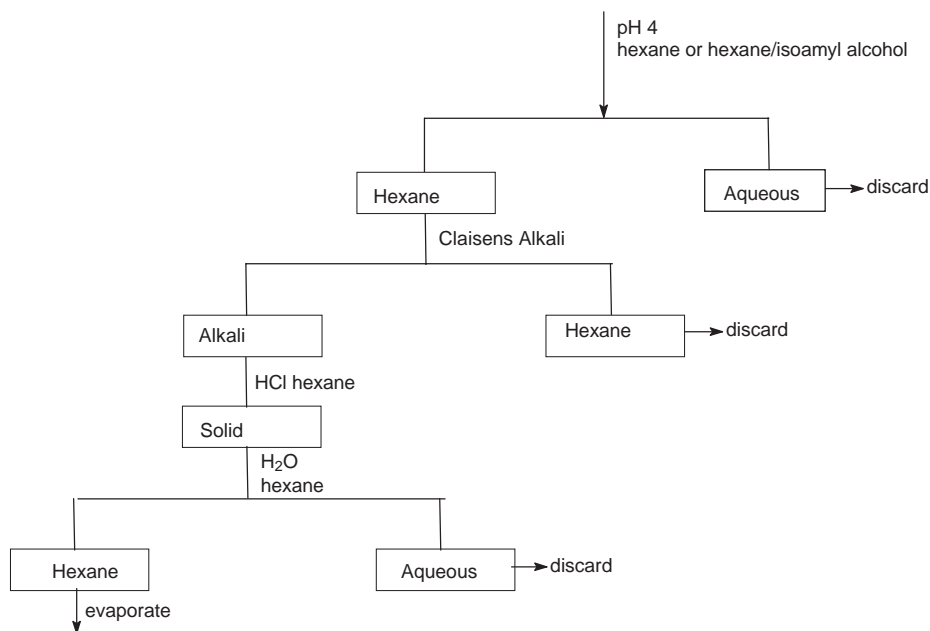 pH 4
hexane or hexane/isoamyl alcohol
Hexane
Aqueous
discard
Claisens Alkali
Alkali
Hexane
discard
HCl hexane
Solid
H₂O
hexane
Hexane
Aqueous
discard
evaporate